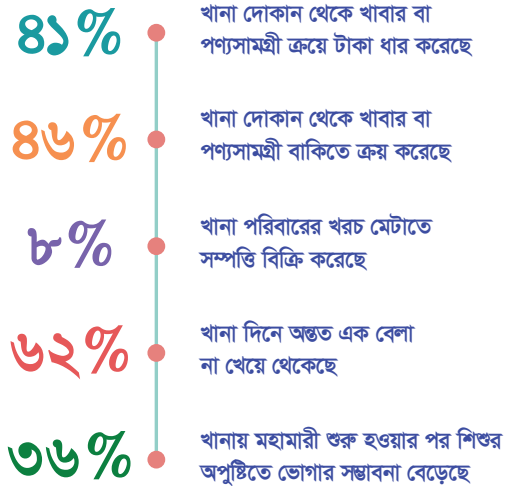 ৪১%
খানা দোকান থেকে খাবার বা
পণ্যসামগ্রী ক্রয়ে টাকা ধার করেছে
৪৬%
খানা দোকান থেকে খাবার বা
পণ্যসামগ্রী বাকিতে ক্রয় করেছে
৮%
খানা পরিবারের খরচ মেটাতে
সম্পত্তি বিক্রি করেছে
৬২%
খানা দিনে অন্তত এক বেলা
না খেয়ে থেকেছে
৩৬%
খানায় মহামারী শুরু হওয়ার পর শিশুর
অপুষ্টিতে ভোগার সম্ভাবনা বেড়েছে